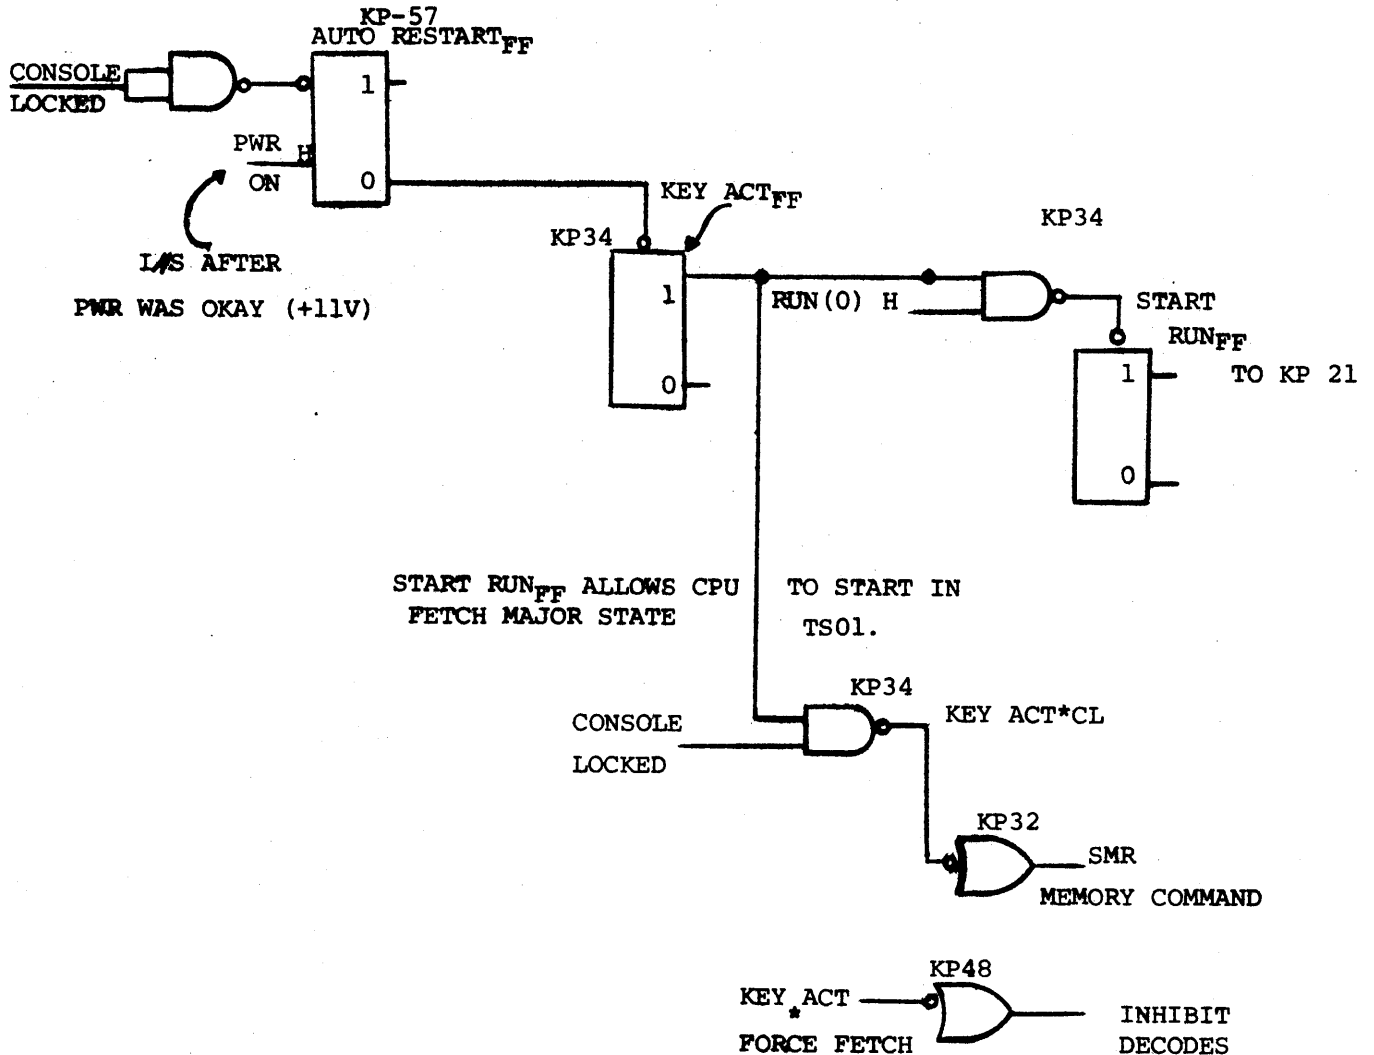 KP-57
AUTO RESTARTFF
CONSOLE
LOCKED
1
PWR H
ON
0
KEY ACTFF
KP34
KP34
AFTER
PWR WAS OKAY (+11V)
1
RUN(0) H
START
RUNFF
0
1
TO KP 21
0
START RUNFF ALLOWS CPU TO START IN
FETCH MAJOR STATE
TS01.
KP34
CONSOLE
KEY ACT*CL
LOCKED
KP32
SMR
MEMORY COMMAND
KP48
KEY ACT
*
INHIBIT
FORCE FETCH
DECODES